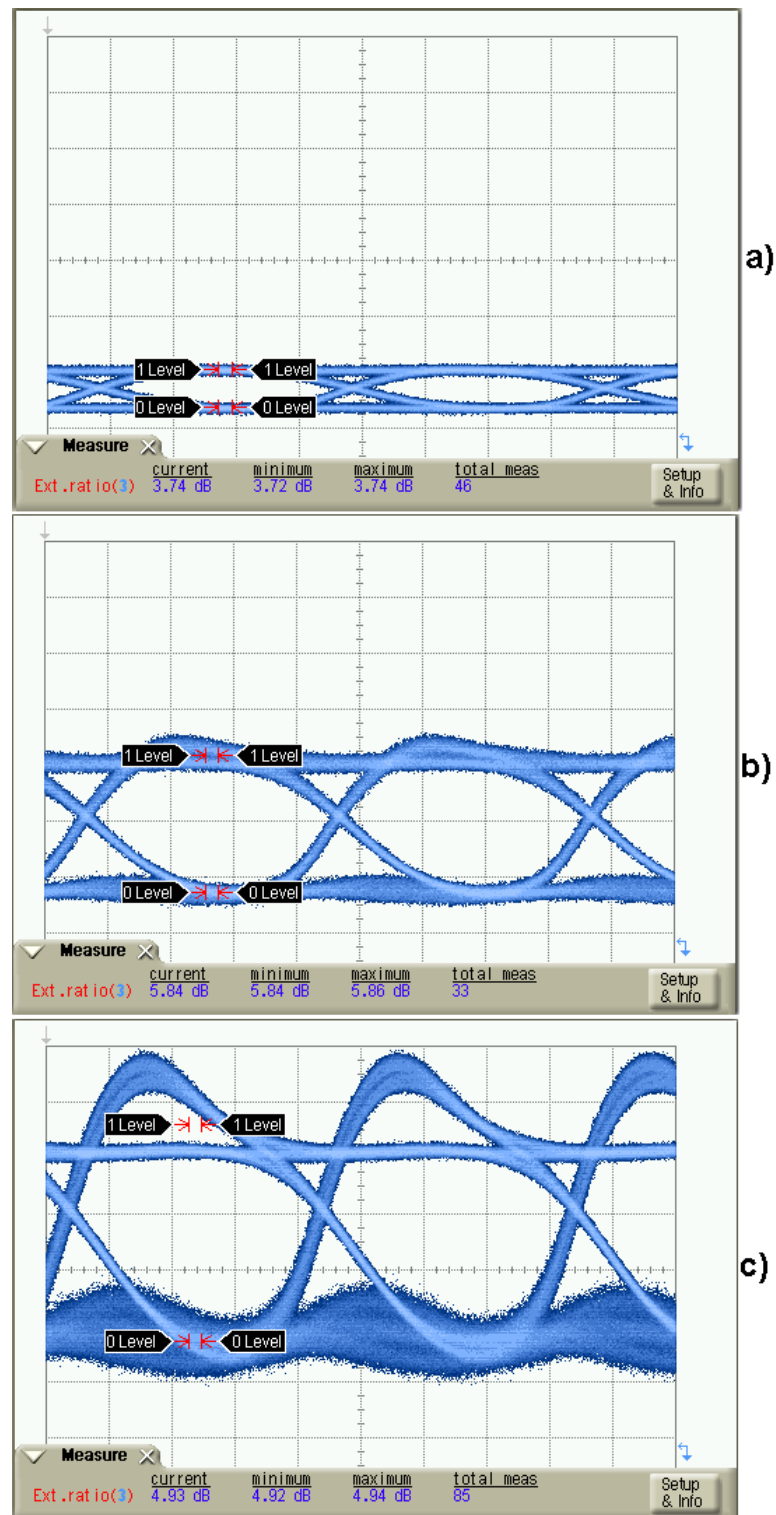 a)
1 Level 1 Level
0 Level 0 Level
Measure
current minimum maximum total meas
Ext.ratio(3) 3.74 dB 3.72 dB 3.74 dB 46
Setup
& Info
b)
1 Level 1 Level
0 Level 0 Level
Measure
current minimum maximum total meas
Ext.ratio(3) 5.84 dB 5.84 dB 5.86 dB 33
Setup
& Info
c)
1 Level 1 Level
0 Level 0 Level
Measure
current minimum maximum total meas
Ext.ratio(3) 4.93 dB 4.92 dB 4.94 dB 85
Setup
& Info